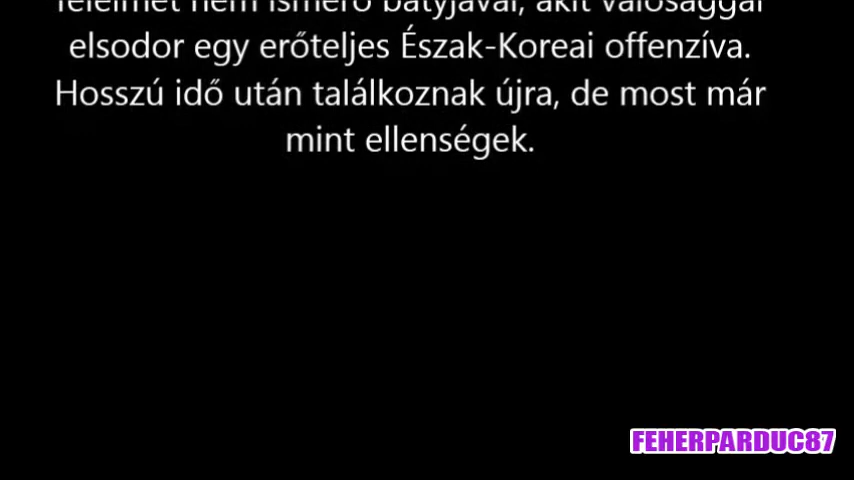 félelmet nem ismerő bátyjával, akit valósággal
elsodor egy erőteljes Észak-Koreai offenzíva.
Hosszú idő után találkoznak újra, de most már
mint ellenségek.
FEHERPARDUC87